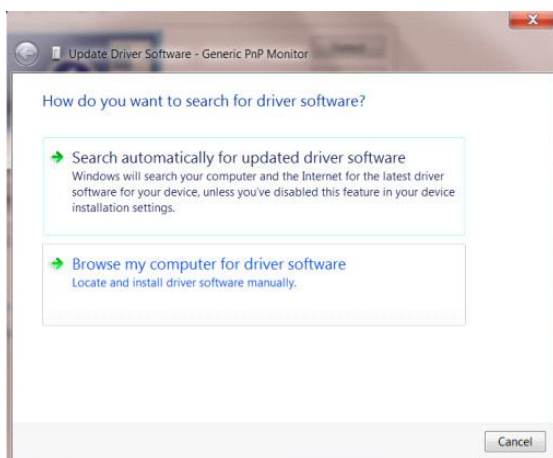 Update Driver Software - Generic PnP Monitor
How do you want to search for driver software?
Search automatically for updated driver software
Windows will search your computer and the Internet for the latest driver
software for your device, unless you've disabled this feature in your device
installation settings.
Browse my computer for driver software
Locate and install driver software manually.
Cancel